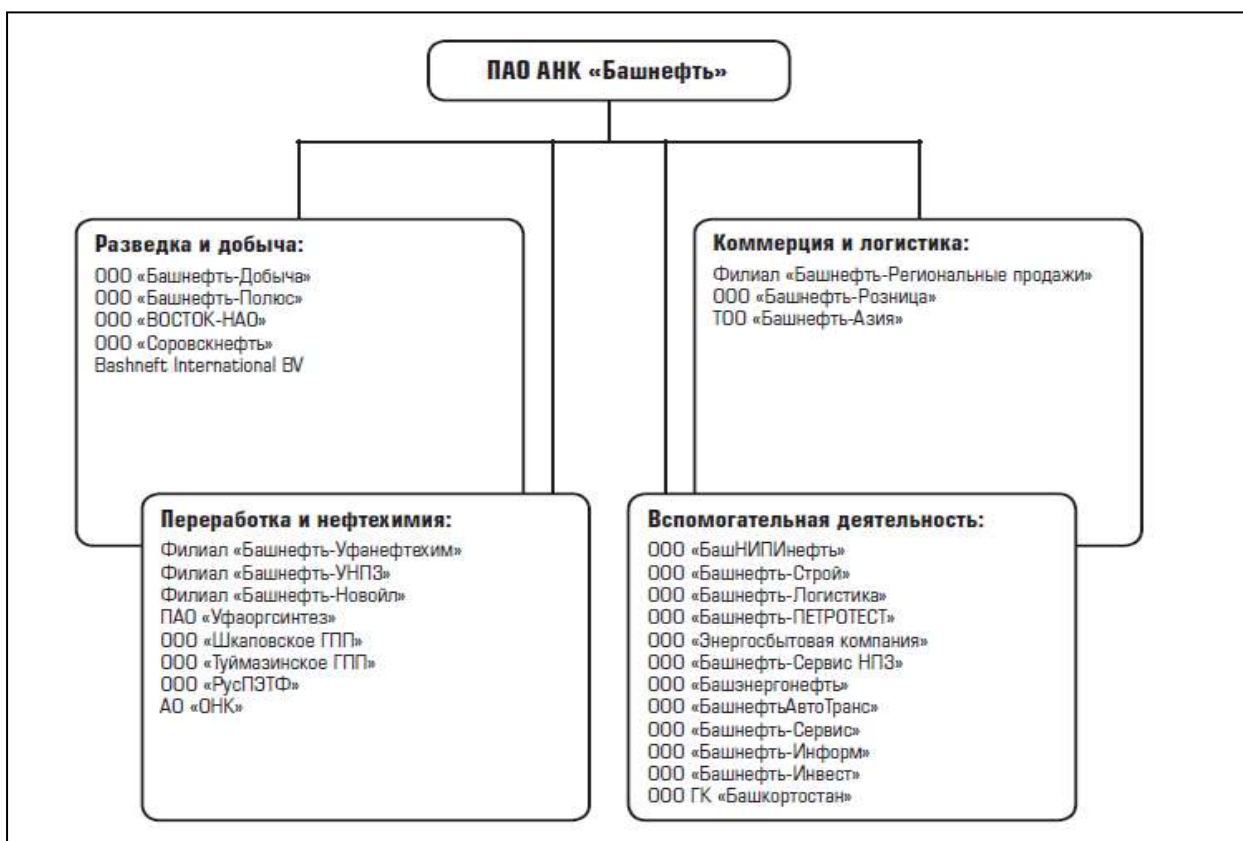 ПАО АНК «Башнефть»
Разведка и добыча:
ООО «Башнефть-Добыча»
ООО «Башнефть-Полюс»
ООО «ВОСТОК-НАО»
ООО «Соровскнефть»
Bashneft International BV
Коммерция и логистика:
Филиал «Башнефть-Региональные продажи»
ООО «Башнефть-Розница»
ТОО «Башнефть-Азия»
Переработка и нефтехимия:
Филиал «Башнефть-Уфанефтехим»
Филиал «Башнефть-УНПЗ»
Филиал «Башнефть-Новойл»
ПАО «Уфаоргсинтез»
ООО «Шкаповское ГПП»
ООО «Туймазинское ГПП»
ООО «РусПЭТФ»
АО «ОНК»
Вспомогательная деятельность:
ООО «БашНИПИнефть»
ООО «Башнефть-Строй»
ООО «Башнефть-Логистика»
ООО «Башнефть-ПЕТРОТЕСТ»
ООО «Энергосбытовая компания»
ООО «Башнефть-Сервис НПЗ»
ООО «Башэнергонефть»
ООО «БашнефтьАвтоТранс»
ООО «Башнефть-Сервис»
ООО «Башнефть-Информ»
ООО «Башнефть-Инвест»
ООО ГК «Башкортостан»